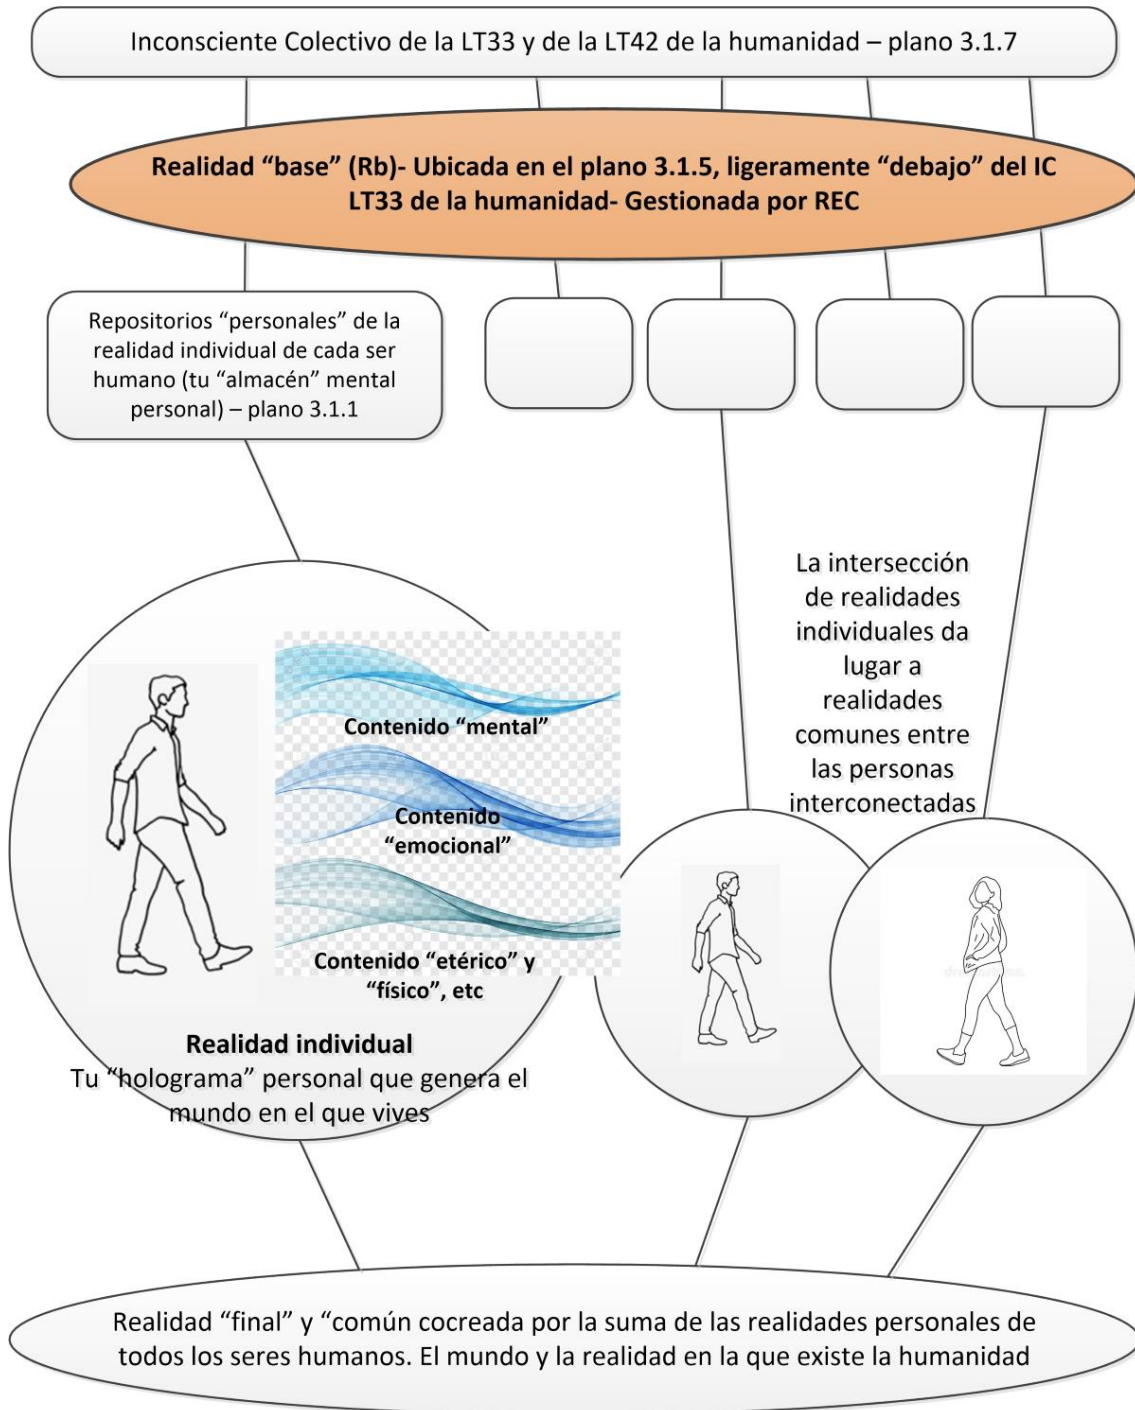 Inconsciente Colectivo de la LT33 y de la LT42 de la humanidad – plano 3.1.7
Realidad “base” (Rb)- Ubicada en el plano 3.1.5, ligeramente “debajo” del IC
LT33 de la humanidad- Gestionada por REC
Repositorios “personales” de la
realidad individual de cada ser
humano (tu “almacén” mental
personal) – plano 3.1.1
La intersección
de realidades
individuales da
lugar a
realidades
comunes entre
las personas
interconectadas
Contenido “mental”
Contenido
“emocional”
Contenido “etérico” y
“físico”, etc
Realidad individual
Tu “holograma” personal que genera el
mundo en el que vives
Realidad “final” y “común cocreada por la suma de las realidades personales de
todos los seres humanos. El mundo y la realidad en la que existe la humanidad